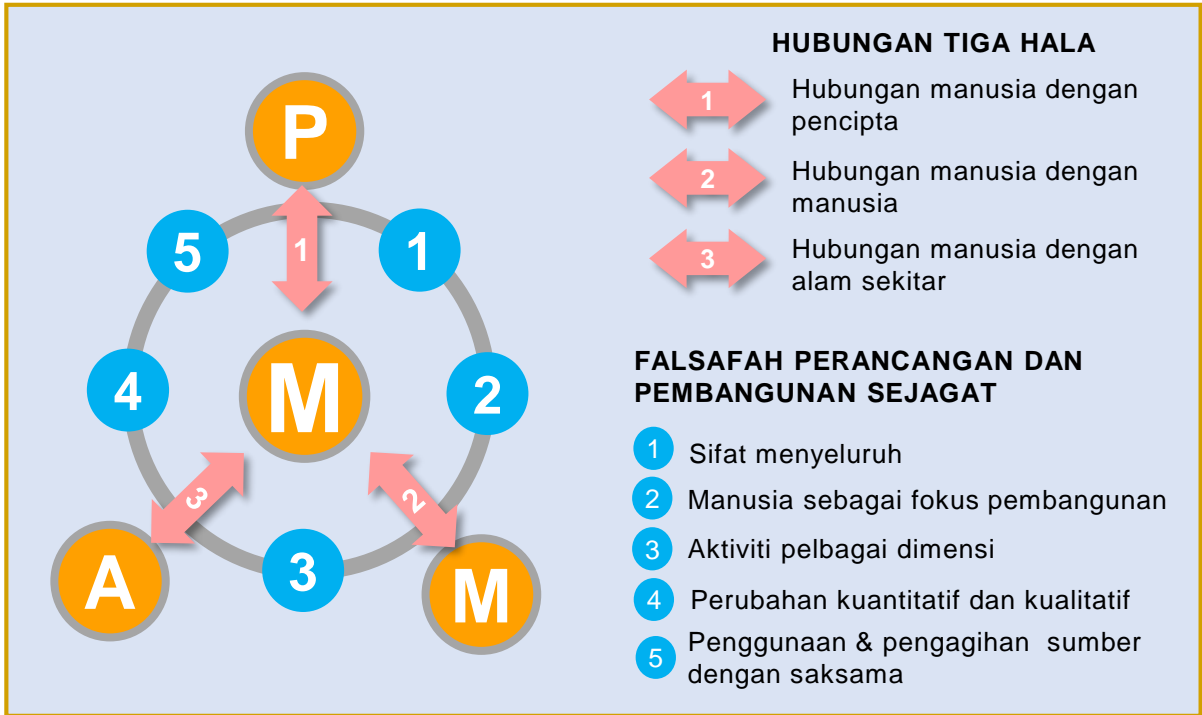 P
5
1
1
4
M
2
3
2
A
3
M
HUBUNGAN TIGA HALA
1
Hubungan manusia dengan
pencipta
2
Hubungan manusia dengan
manusia
3
Hubungan manusia dengan
alam sekitar
FALSAFAH PERANCANGAN DAN
PEMBANGUNAN SEJAGAT
1 Sifat menyeluruh
2 Manusia sebagai fokus pembangunan
3 Aktiviti pelbagai dimensi
4 Perubahan kuantitatif dan kualitatif
5 Penggunaan & pengagihan sumber
dengan saksama